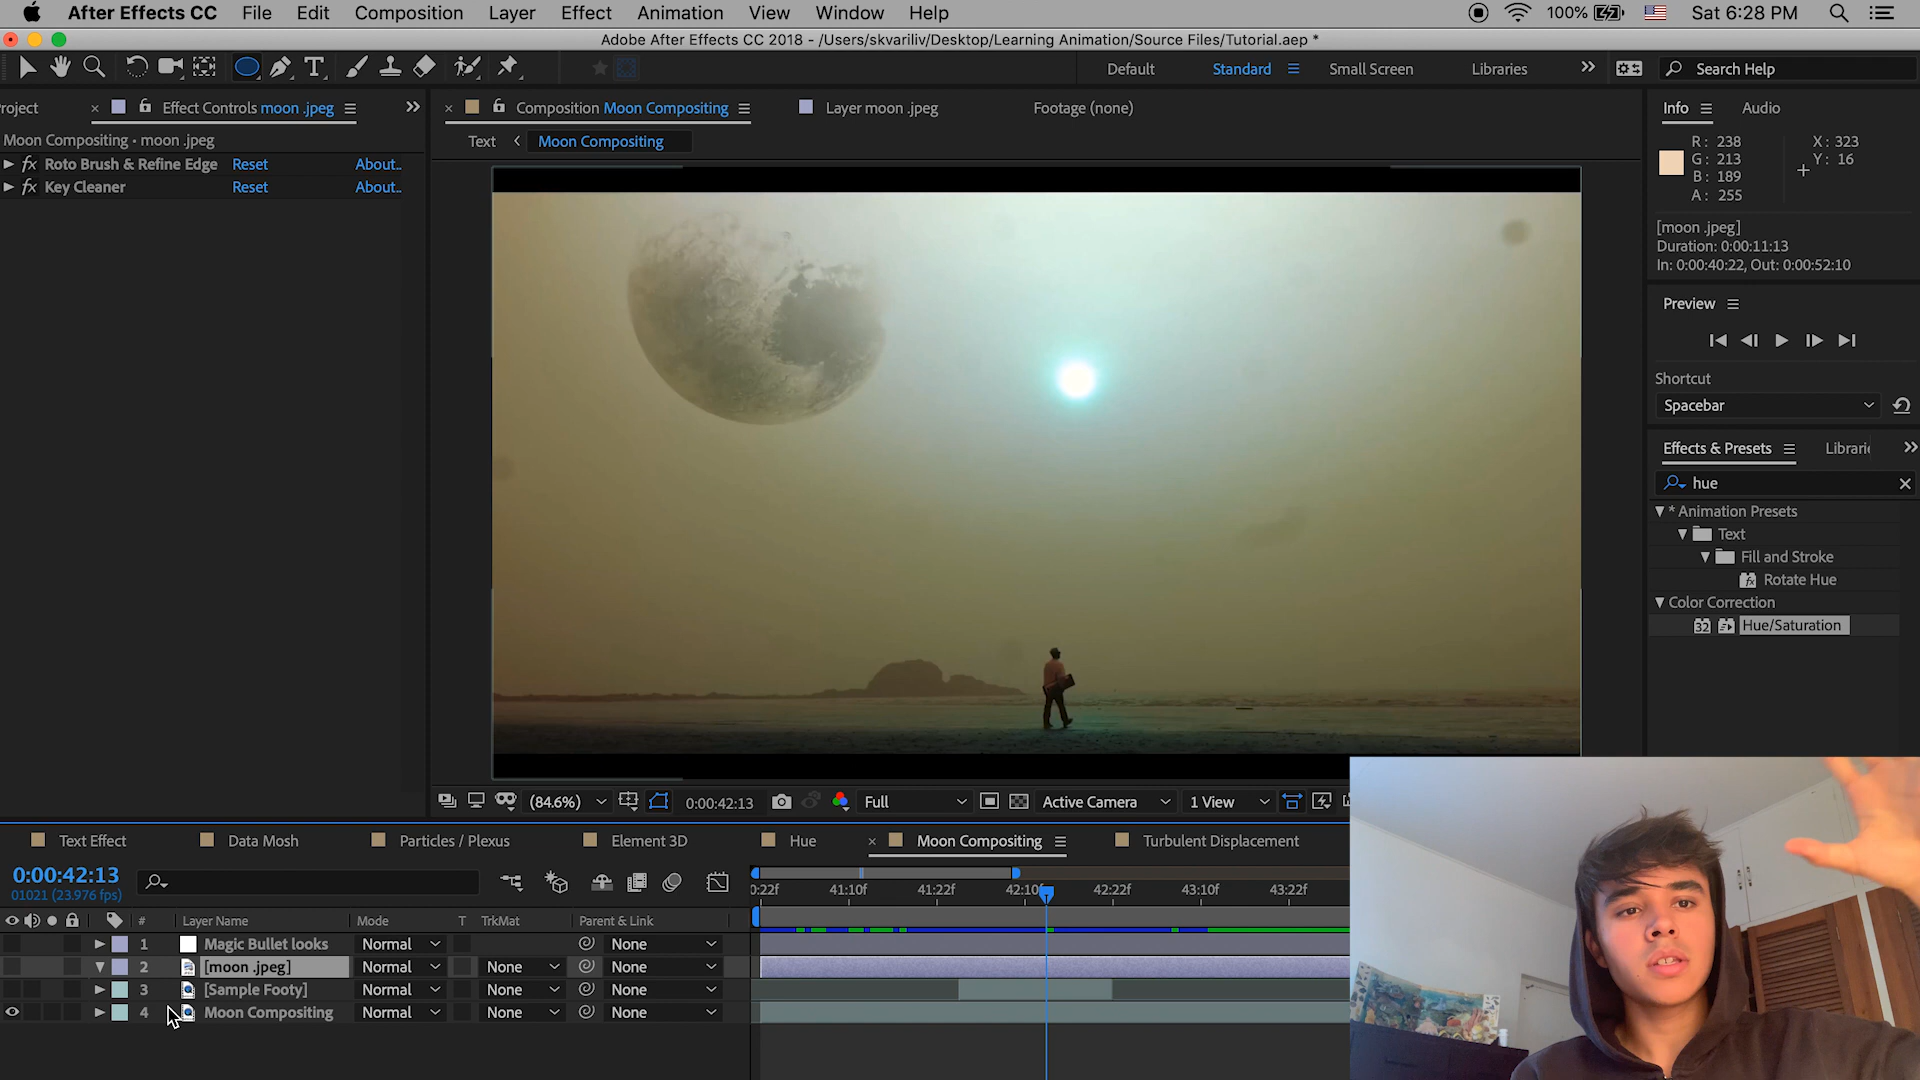 After Effects CC File Edit Composition Layer Effect Animation View Window Help 100% Sat 6:28 PM
Adobe After Effects CC 2018 - /Users/skvariliv/Desktop/Learning Animation/Source Files/Tutorial.aep *
Default Standard Small Screen Libraries Search Help
roject Effect Controls moon .jpeg Composition Moon Compositing Layer moon .jpeg Footage (none) Info Audio
Moon Compositing • moon .jpeg Text Moon Compositing
fx Roto Brush & Refine Edge Reset About..
fx Key Cleaner Reset About..
R: 238 X: 323
G: 213 Y: 16
B: 189
A: 255
[moon .jpeg]
Duration: 0:00:11:13
In: 0:00:40:22, Out: 0:00:52:10
Preview
Shortcut
Spacebar
Effects & Presets Librari
hue
* Animation Presets
Text
Fill and Stroke
Rotate Hue
Color Correction
32 Hue/Saturation
(84.6%) 0:00:42:13 Full Active Camera 1 View
Text Effect Data Mosh Particles / Plexus Element 3D Hue Moon Compositing Turbulent Displacement
0:00:42:13
01021 (23.976 fps)
0:22f 41:10f 41:22f 42:10f 42:22f 43:10f 43:22f
# Layer Name Mode T TrkMat Parent & Link
1 Magic Bullet looks Normal None
2 [moon .jpeg] Normal None None
3 [Sample Footy] Normal None None
4 Moon Compositing Normal None None